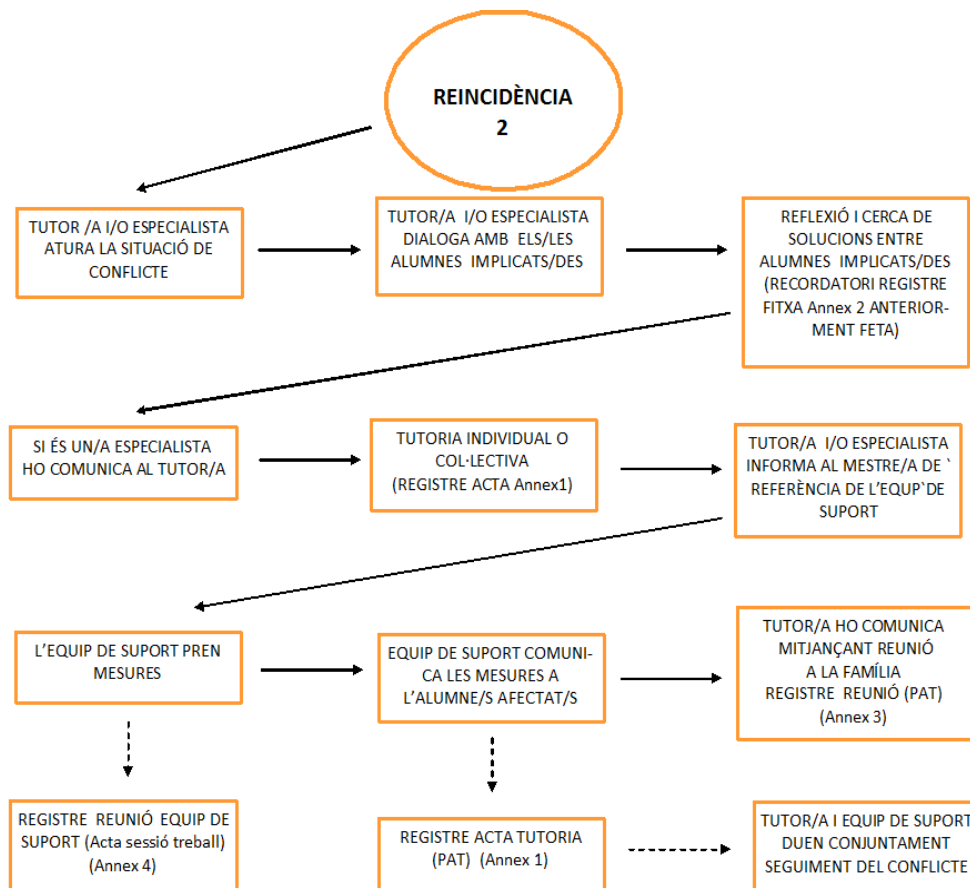 REINCIDÈNCIA
2
TUTOR /A I/O ESPECIALISTA
ATURA LA SITUACIÓ DE
CONFLICTE
TUTOR/A I/O ESPECIALISTA
DIALOGA AMB ELS/LES
ALUMNES IMPLICATS/DES
REFLEXIÓ I CERCA DE
SOLUCIONS ENTRE
ALUMNES IMPLICATS/DES
(RECORDATORI REGISTRE
FITXA Annex 2 ANTERIOR-
MENT FETA)
SI ÉS UN/A ESPECIALISTA
HO COMUNICA AL TUTOR/A
TUTORIA INDIVIDUAL O
COL·LECTIVA
(REGISTRE ACTA Annex1)
TUTOR/A I/O ESPECIALISTA
INFORMA AL MESTRE/A DE `
REFERÈNCIA DE L’EQUP`DE
SUPORT
L’EQUIP DE SUPORT PREN
MESURES
EQUIP DE SUPORT COMUNI-
CA LES MESURES A
L’ALUMNE/S AFECTAT/S
TUTOR/A HO COMUNICA
MITJANÇANT REUNIÓ
A LA FAMÍLIA
REGISTRE REUNIÓ (PAT)
(Annex 3)
REGISTRE REUNIÓ EQUIP DE
SUPORT (Acta sessió treball)
(Annex 4)
REGISTRE ACTA TUTORIA
(PAT) (Annex 1)
TUTOR/A I EQUIP DE SUPORT
DUEN CONJUNTAMENT
SEGUIMENT DEL CONFLICTE